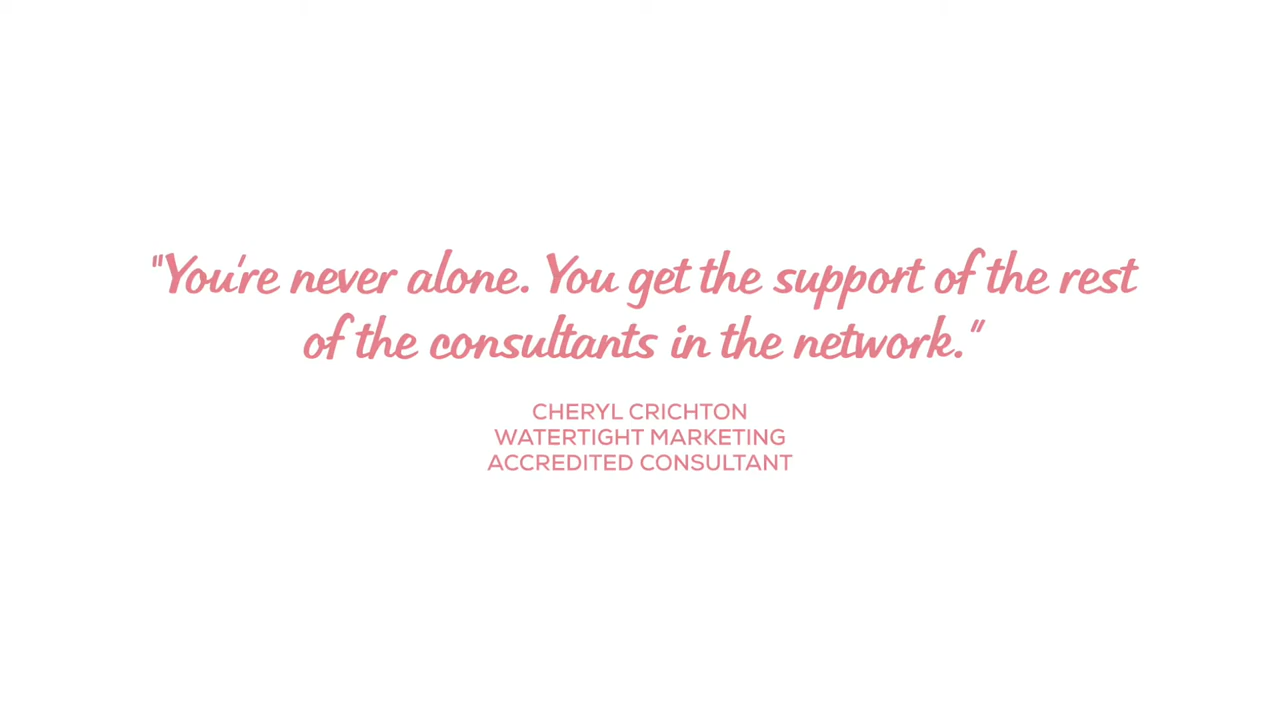 "You're never alone. You get the support of the rest
of the consultants in the network."
CHERYL CRICHTON
WATERTIGHT MARKETING
ACCREDITED CONSULTANT